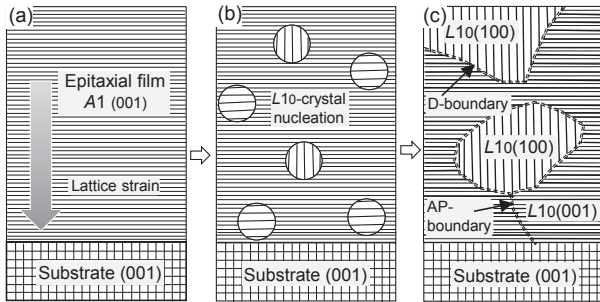 (a)
Epitaxial film
A1 (001)
Lattice strain
Substrate (001)
(b)
L10-crystal
nucleation
Substrate (001)
(c)
L10(100)
D-boundary
L10(100)
AP-
boundary
L10(001)
Substrate (001)